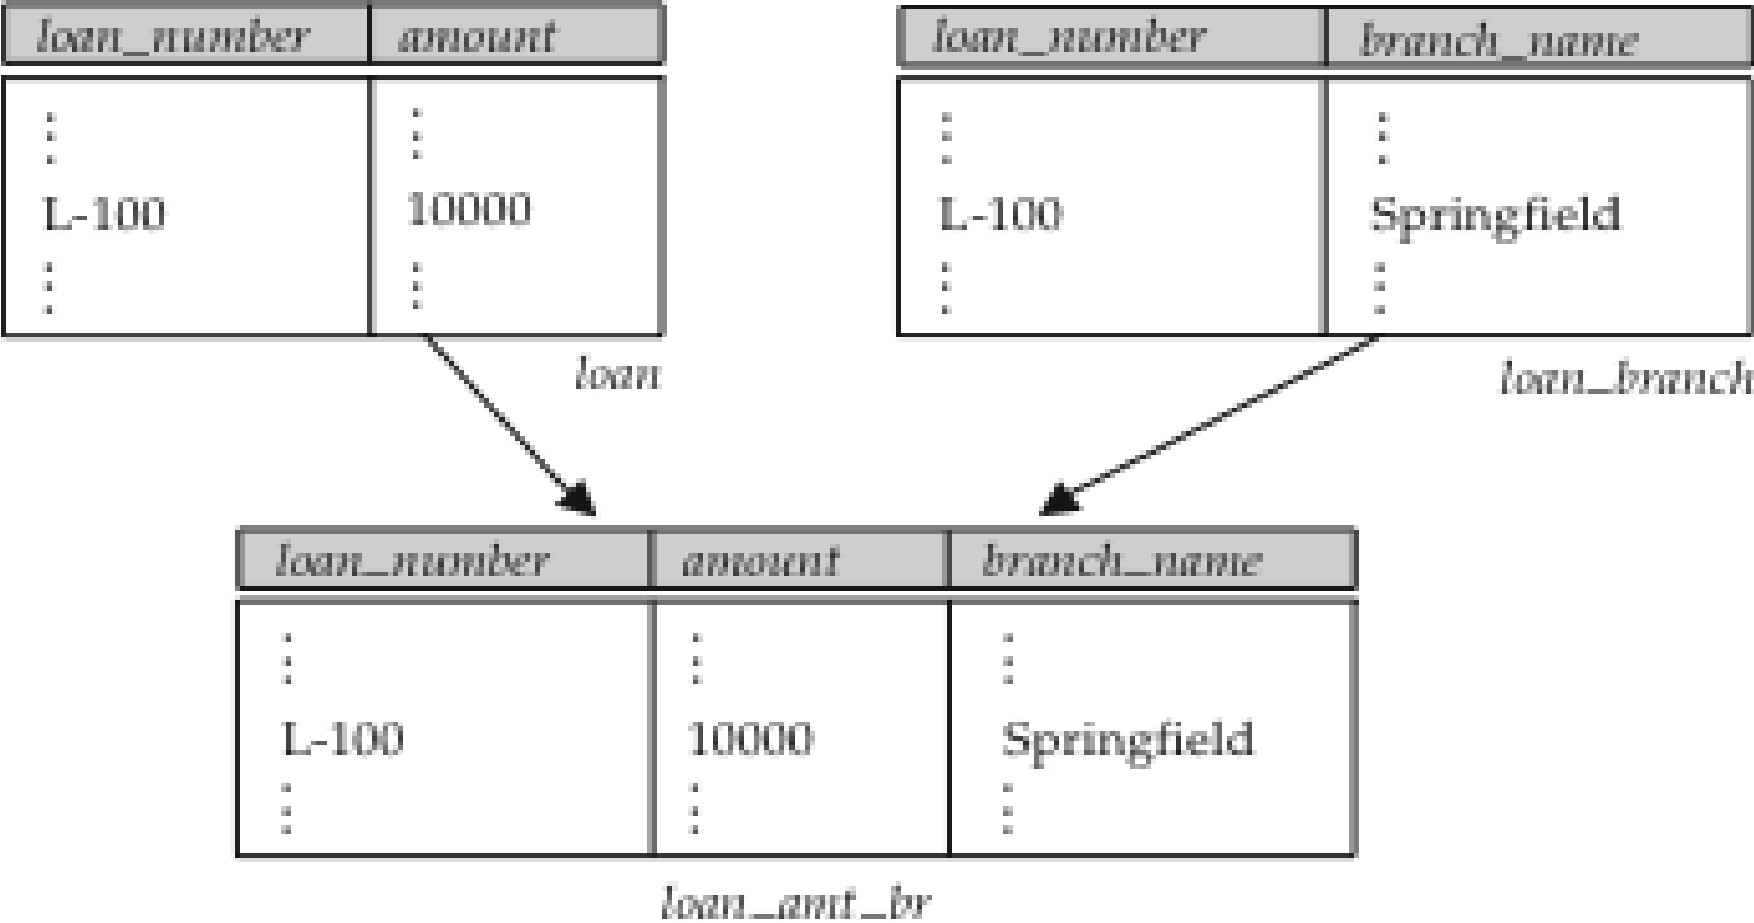 loan_number amount
L-100 10000
loan
loan_number branch_name
L-100 Springfield
loan_branch
loan_number amount branch_name
L-100 10000 Springfield
loan_amt_br